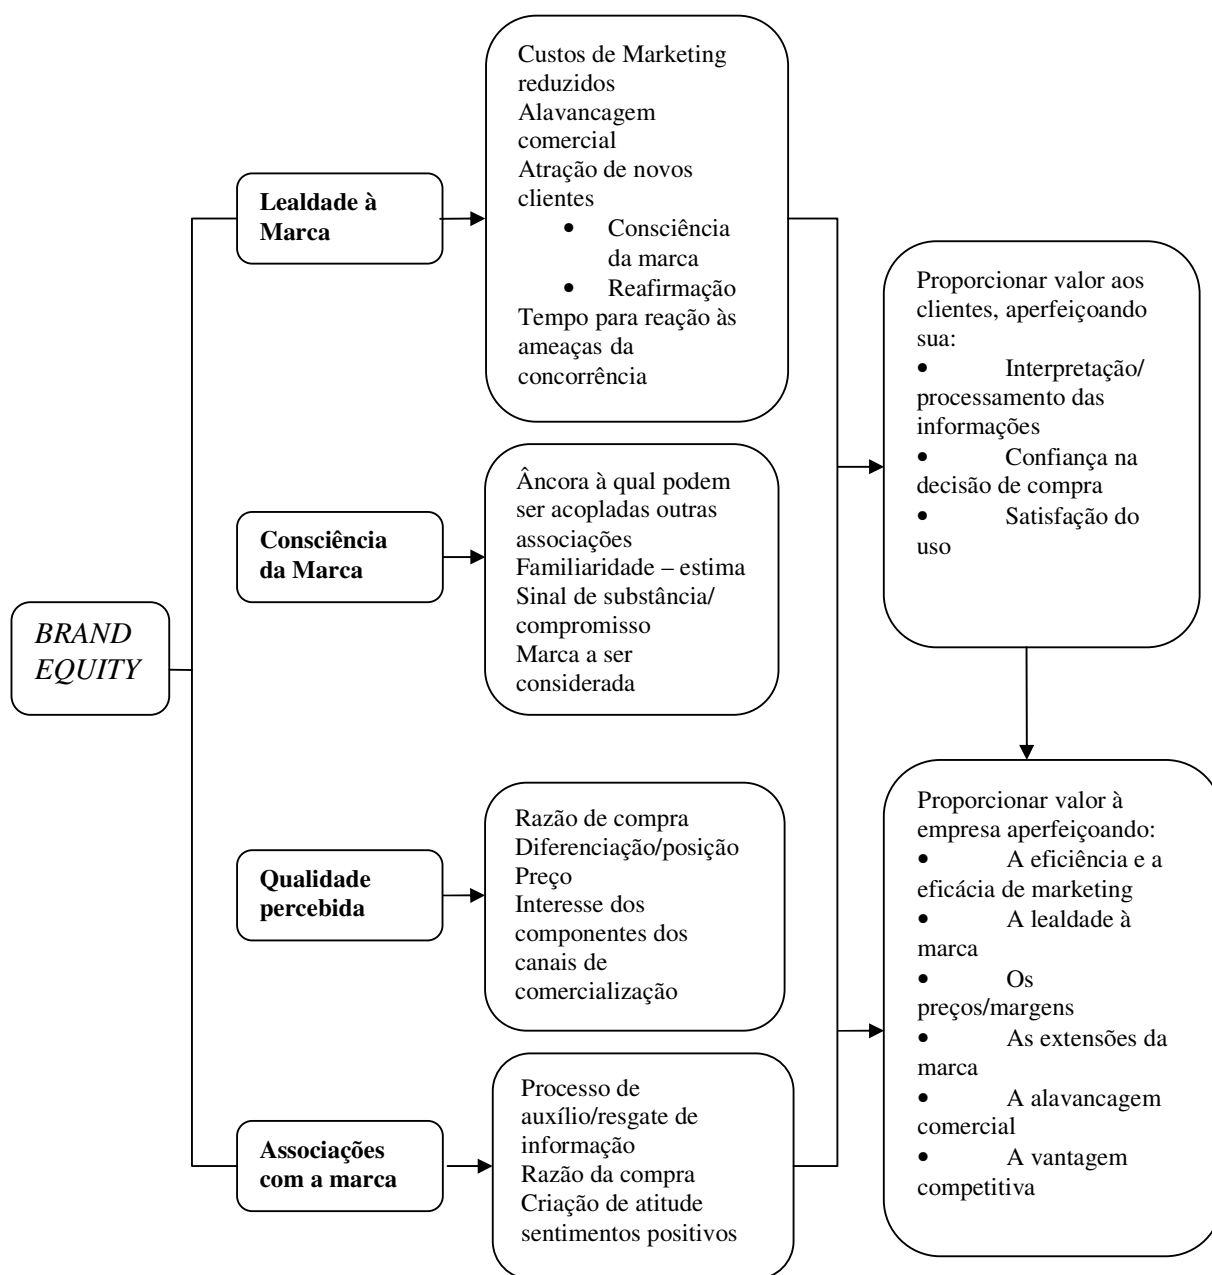 BRAND
EQUITY
Lealdade à
Marca
Custos de Marketing
reduzidos
Alavancagem
comercial
Atração de novos
clientes
• Consciência
da marca
• Reafirmação
Tempo para reação às
ameaças da
concorrência
Consciência
da Marca
Âncora à qual podem
ser acopladas outras
associações
Familiaridade – estima
Sinal de substância/
compromisso
Marca a ser
considerada
Qualidade
percebida
Razão de compra
Diferenciação/posição
Preço
Interesse dos
componentes dos
canais de
comercialização
Associações
com a marca
Processo de
auxílio/resgate de
informação
Razão da compra
Criação de atitude
sentimentos positivos
Proporcionar valor aos
clientes, aperfeiçoando
sua:
• Interpretação/
processamento das
informações
• Confiança na
decisão de compra
• Satisfação do
uso
Proporcionar valor à
empresa aperfeiçoando:
• A eficiência e a
eficácia de marketing
• A lealdade à
marca
• Os
preços/margens
• As extensões da
marca
• A alavancagem
comercial
• A vantagem
competitiva